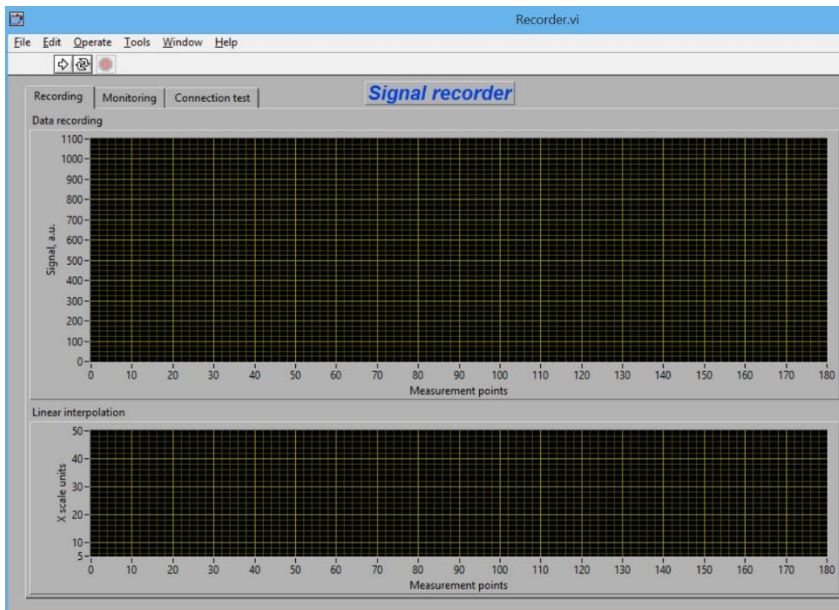 Recorder.vi
File Edit Operate Tools Window Help
Signal recorder
Recording Monitoring Connection test
Data recording
1100
1000
900
800
700
600
500
400
300
200
100
0
Signal, a.u.
0 10 20 30 40 50 60 70 80 90 100 110 120 130 140 150 160 170 180
Measurement points
Linear interpolation
50
40
30
20
10
5
X scale units
0 10 20 30 40 50 60 70 80 90 100 110 120 130 140 150 160 170 180
Measurement points